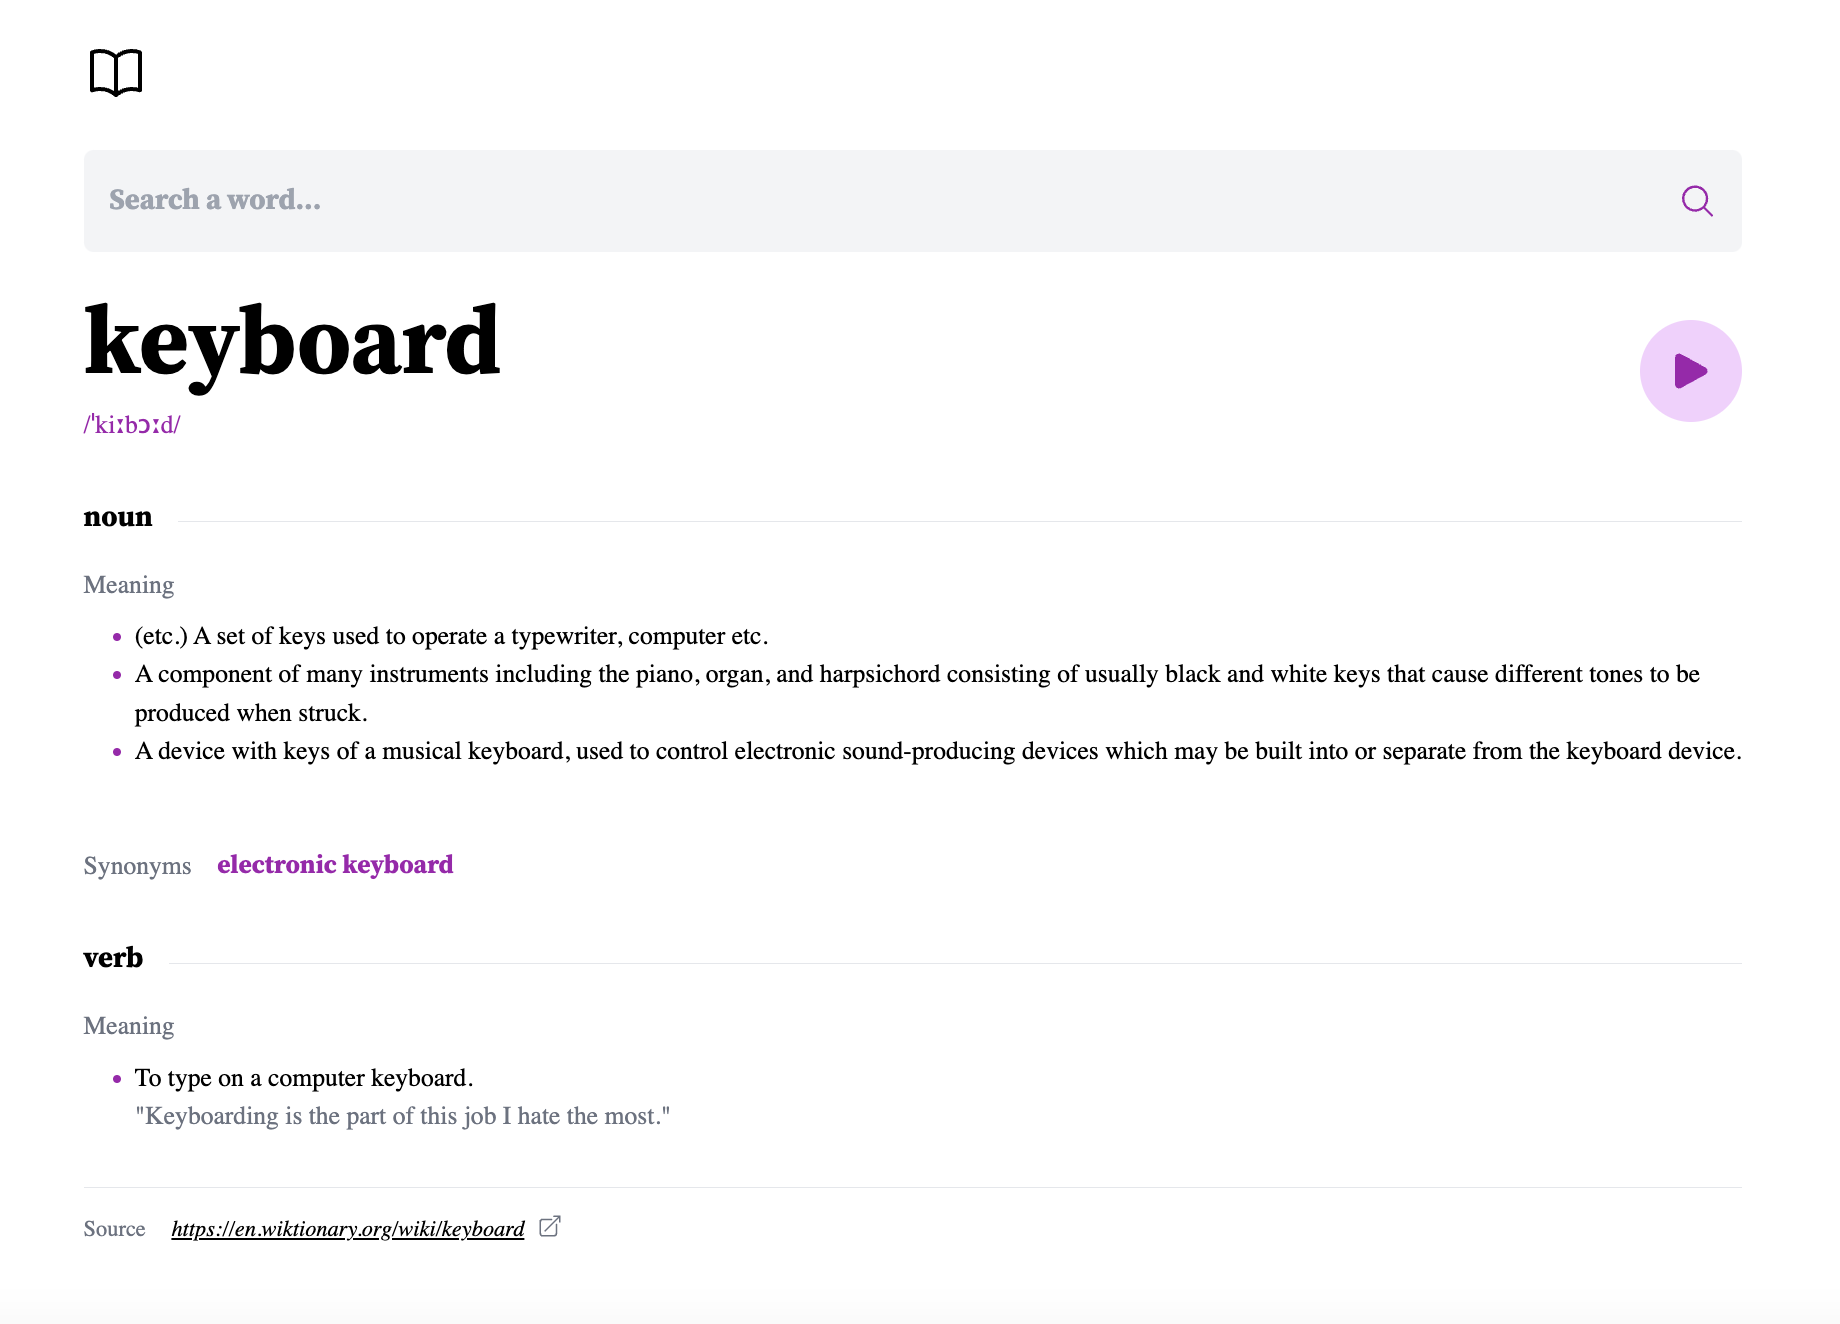 Search a word...
keyboard
/ˈkiːbɔːd/
noun
Meaning
(etc.) A set of keys used to operate a typewriter, computer etc.
A component of many instruments including the piano, organ, and harpsichord consisting of usually black and white keys that cause different tones to be
produced when struck.
A device with keys of a musical keyboard, used to control electronic sound-producing devices which may be built into or separate from the keyboard device.
Synonyms electronic keyboard
verb
Meaning
To type on a computer keyboard.
"Keyboarding is the part of this job I hate the most."
Source https://en.wiktionary.org/wiki/keyboard